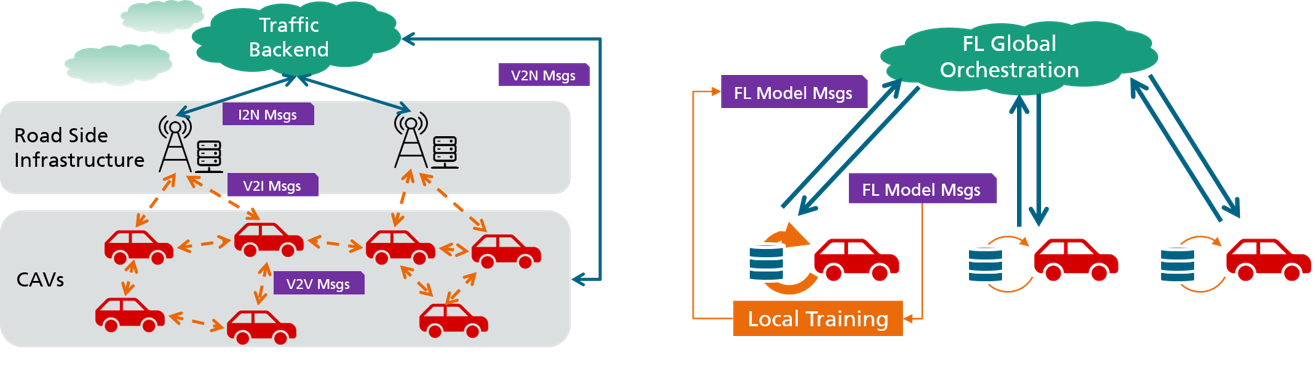 Traffic
Backend
V2N Msgs
I2N Msgs
Road Side
Infrastructure
V2I Msgs
CAVs
V2V Msgs
FL Global
Orchestration
FL Model Msgs
FL Model Msgs
Local Training